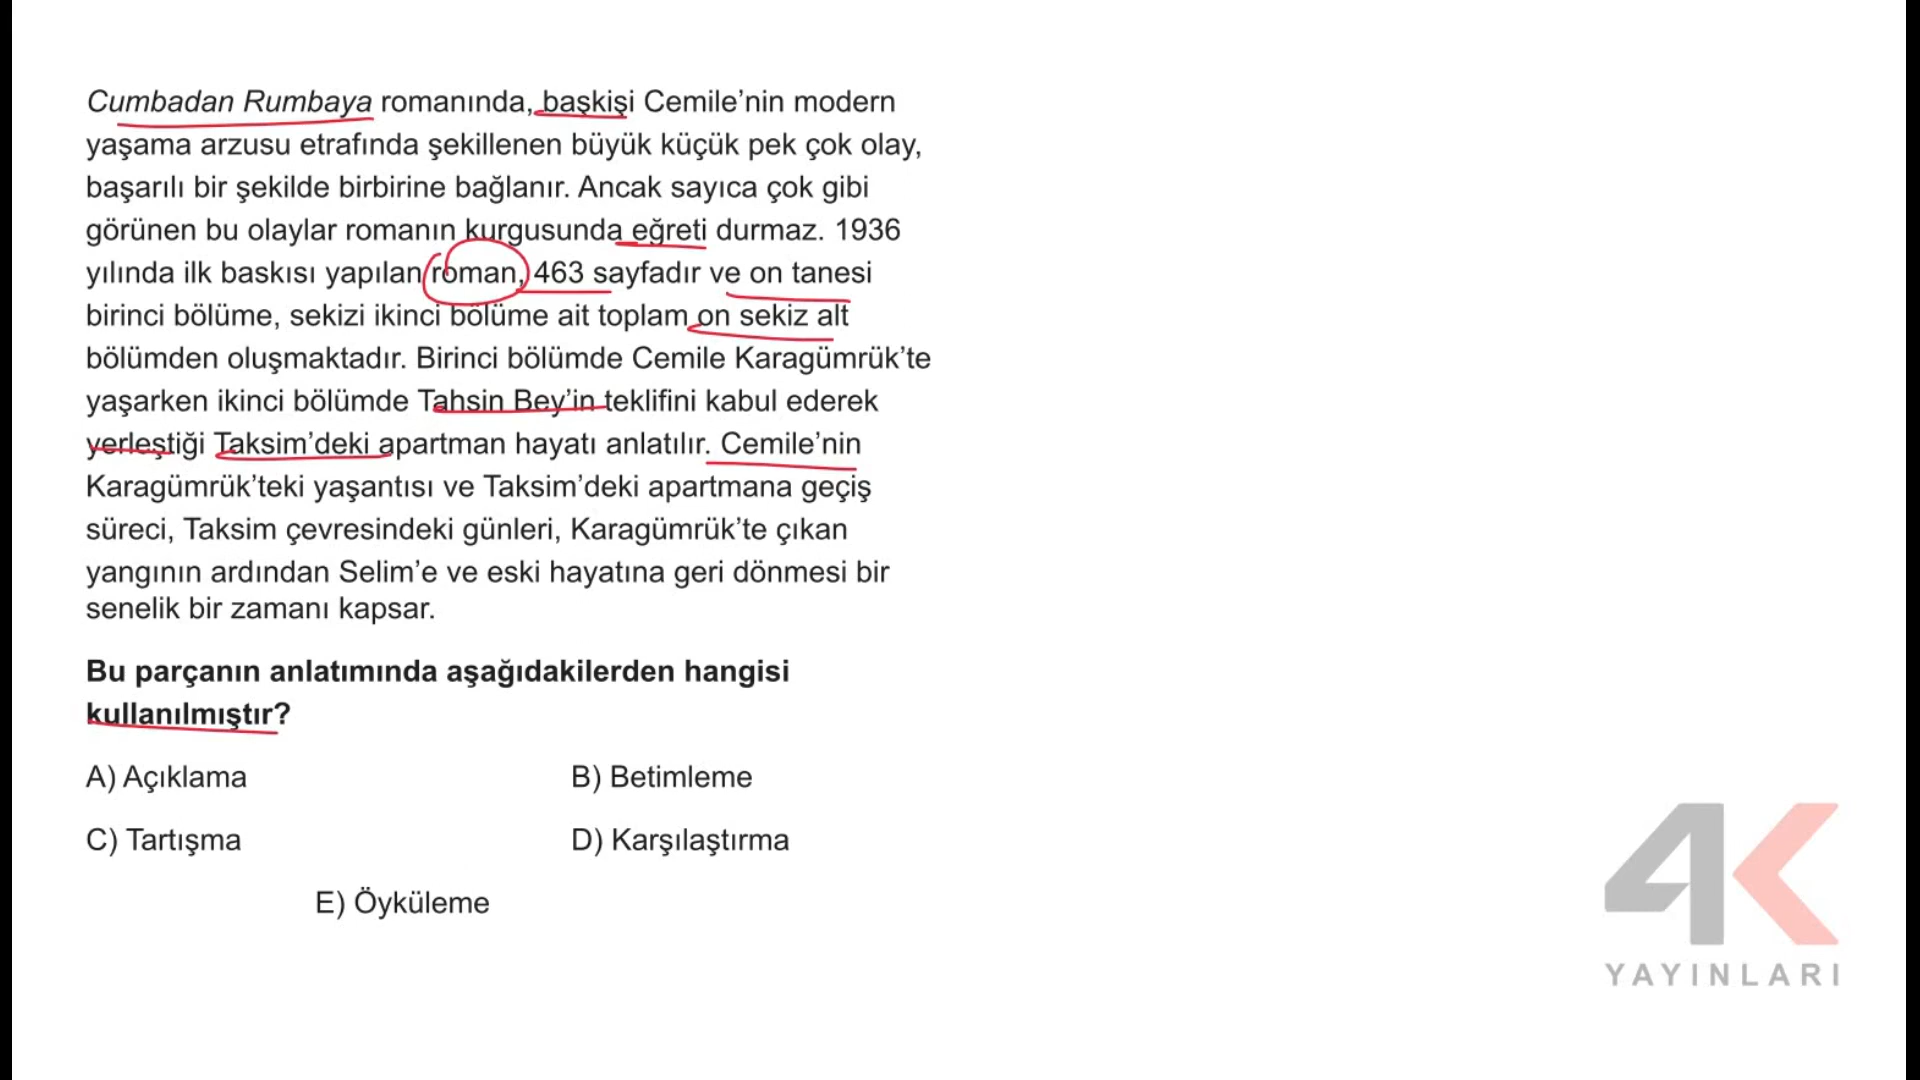 Cumbadan Rumbaya romanında, başkişi Cemile’nin modern
yaşama arzusu etrafında şekillenen büyük küçük pek çok olay,
başarılı bir şekilde birbirine bağlanır. Ancak sayıca çok gibi
görünen bu olaylar romanın kurgusunda eğreti durmaz. 1936
yılında ilk baskısı yapılan roman, 463 sayfadır ve on tanesi
birinci bölüme, sekizi ikinci bölüme ait toplam on sekiz alt
bölümden oluşmaktadır. Birinci bölümde Cemile Karagümrük’te
yaşarken ikinci bölümde Tahsin Bey’in teklifini kabul ederek
yerleştiği Taksim’deki apartman hayatı anlatılır. Cemile’nin
Karagümrük’teki yaşantısı ve Taksim’deki apartmana geçiş
süreci, Taksim çevresindeki günleri, Karagümrük’te çıkan
yangının ardından Selim’e ve eski hayatına geri dönmesi bir
senelik bir zamanı kapsar.
Bu parçanın anlatımında aşağıdakilerden hangisi
kullanılmıştır?
A) Açıklama
B) Betimleme
C) Tartışma
D) Karşılaştırma
E) Öyküleme
4K
YAYINLARI